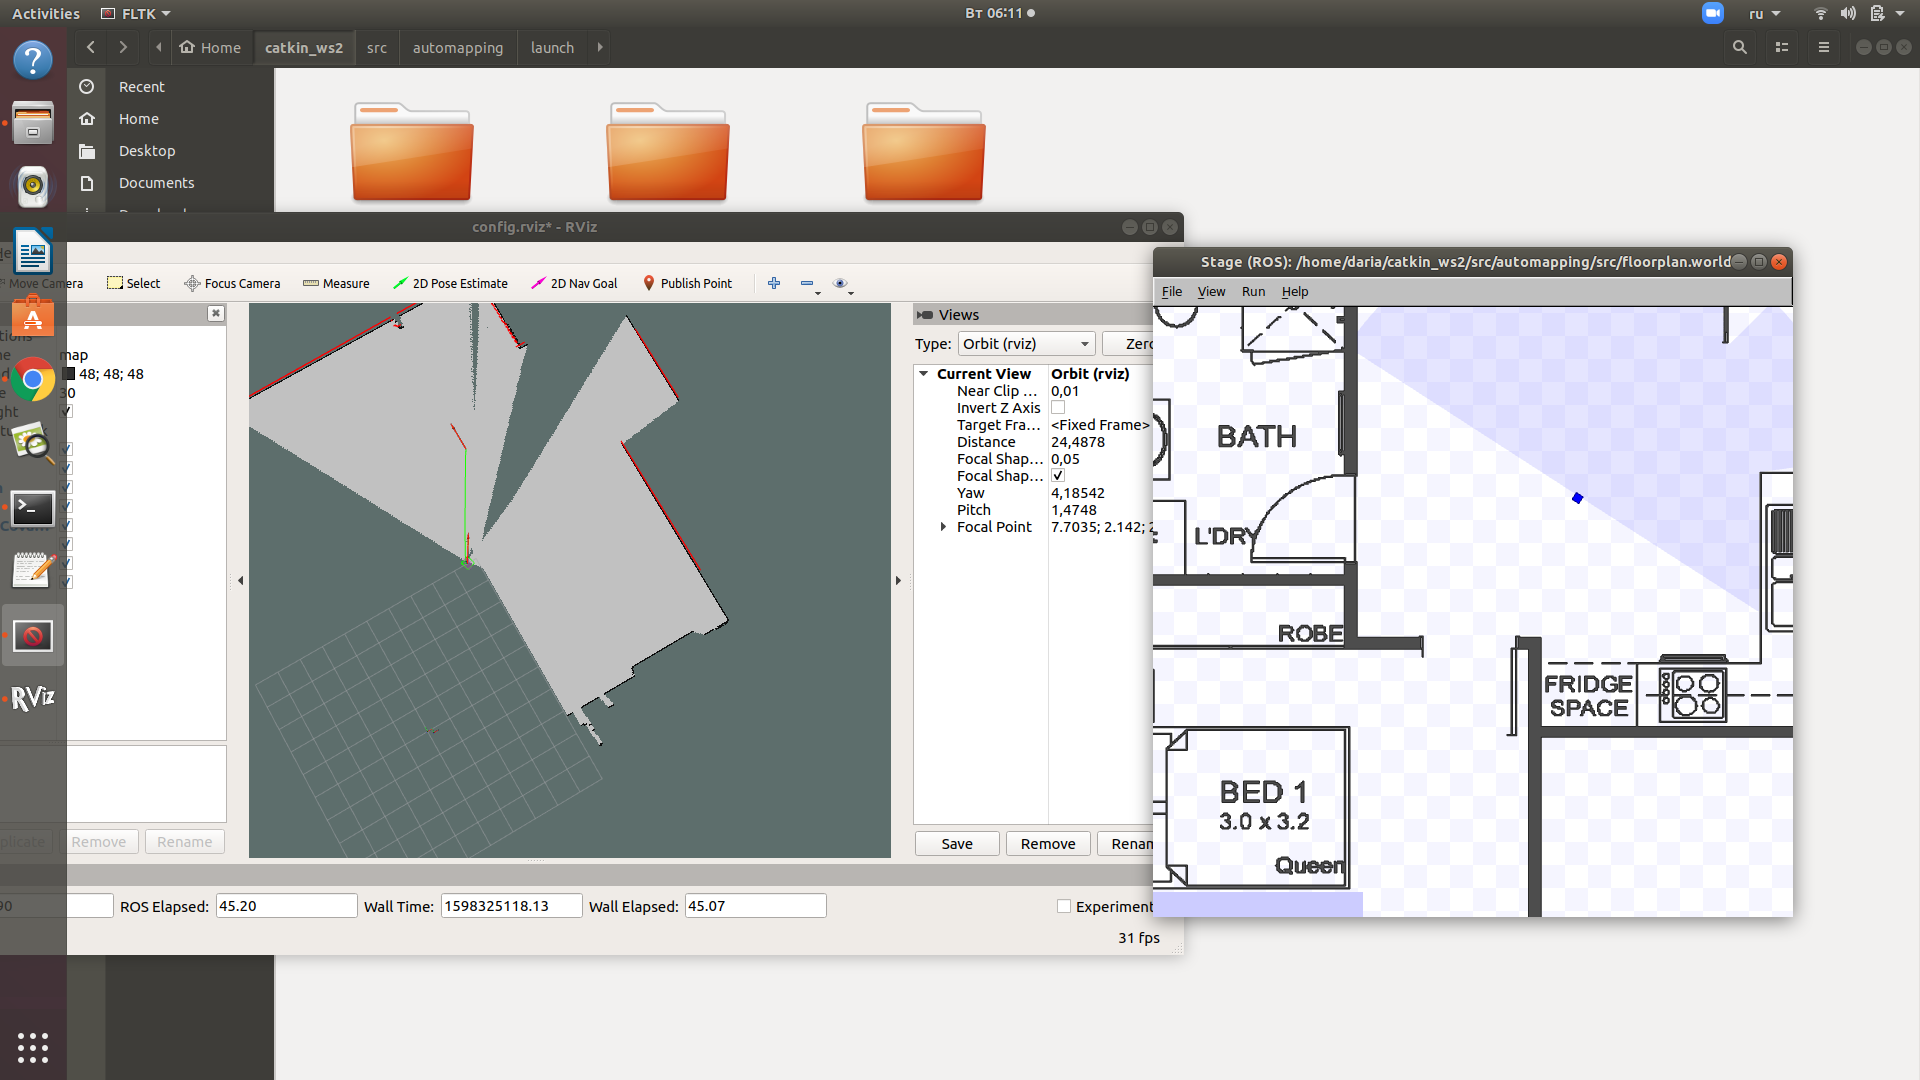 Activities
FLTK
Вт 06:11
ru
Home
catkin_ws2
src
automapping
launch
Recent
Home
Desktop
Documents
config.rviz* - RViz
Move Camera
Select
Focus Camera
Measure
2D Pose Estimate
2D Nav Goal
Publish Point
map
48; 48; 48
30
Remove
Rename
Views
Type:
Orbit (rviz)
Zero
Current View
Orbit (rviz)
Near Clip ...
0,01
Invert Z Axis
Target Fra...
<Fixed Frame>
Distance
24,4878
Focal Shap...
0,05
Focal Shap...
Yaw
4,18542
Pitch
1,4748
Focal Point
7.7035; 2.142; 2
Save
Remove
Renam
ROS Elapsed:
45.20
Wall Time:
1598325118.13
Wall Elapsed:
45.07
Experiment
31 fps
RViz
Stage (ROS): /home/daria/catkin_ws2/src/automapping/src/floorplan.world
File
View
Run
Help
BATH
L'DRY
ROBE
FRIDGE
SPACE
BED 1
3.0 x 3.2
Queen